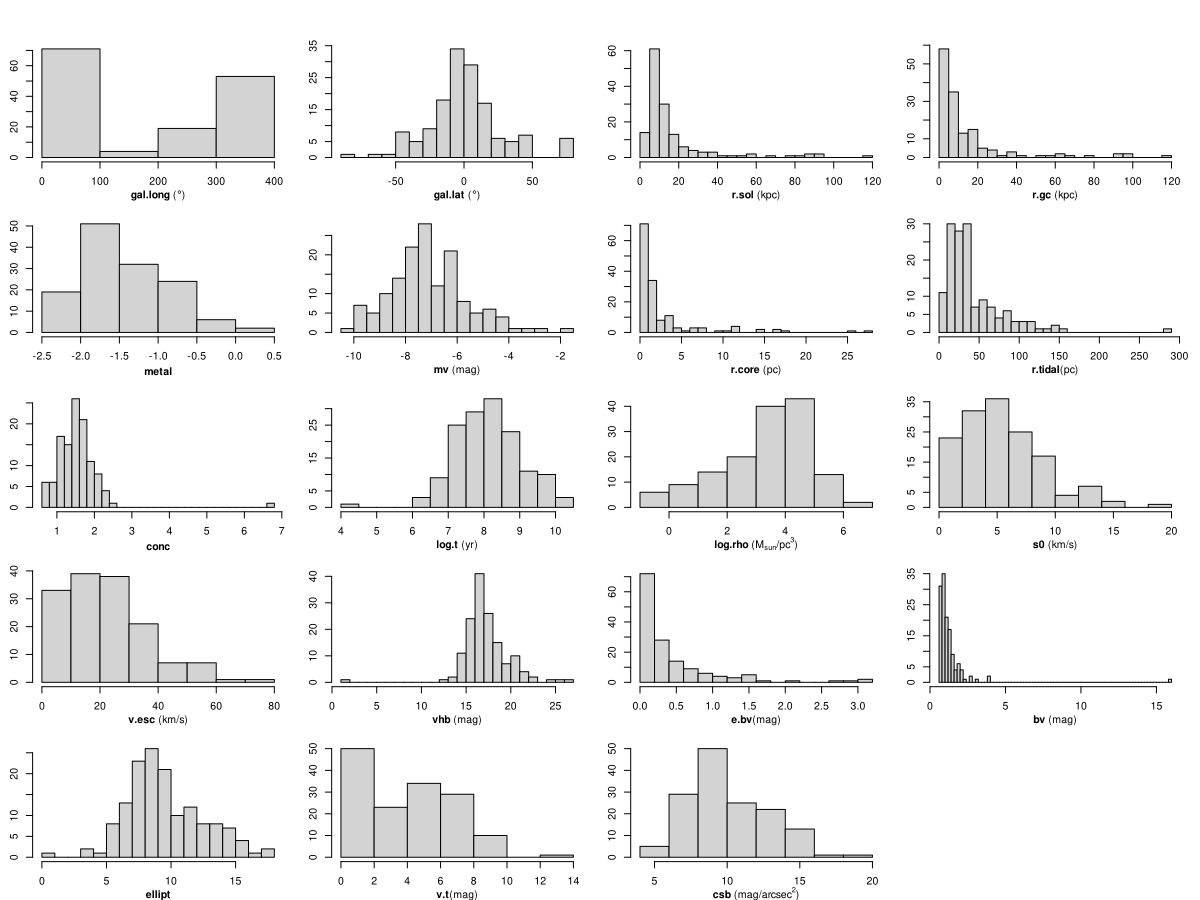 0 20 40 60
0 100 200 300 400
gal.long (°)
0 5 15 25 35
-50 0 50
gal.lat (°)
0 20 40 60
0 20 40 60 80 100 120
r.sol (kpc)
0 10 30 50
0 20 40 60 80 100 120
r.gc (kpc)
0 10 20 30 40 50
-2.5 -2.0 -1.5 -1.0 -0.5 0.0 0.5
metal
0 5 10 20
-10 -8 -6 -4 -2
mv (mag)
0 20 40 60
0 5 10 15 20 25
r.core (pc)
0 10 20 30
0 50 100 150 200 250 300
r.tidal(pc)
0 5 10 20
1 2 3 4 5 6 7
conc
0 5 15 25
4 5 6 7 8 9 10
log.t (yr)
0 10 20 30 40
0 2 4 6
log.rho (Msun/pc³)
0 5 15 25 35
0 5 10 15 20
s0 (km/s)
0 10 20 30 40
0 20 40 60 80
v.esc (km/s)
0 10 20 30 40
0 5 10 15 20 25
vhb (mag)
0 20 40 60
0.0 0.5 1.0 1.5 2.0 2.5 3.0
e.bv(mag)
0 5 15 25 35
0 5 10 15
bv (mag)
0 5 10 20
0 5 10 15
ellipt
0 10 20 30 40 50
0 2 4 6 8 10 12 14
v.t(mag)
0 10 20 30 40 50
5 10 15 20
csb (mag/arcsec²)